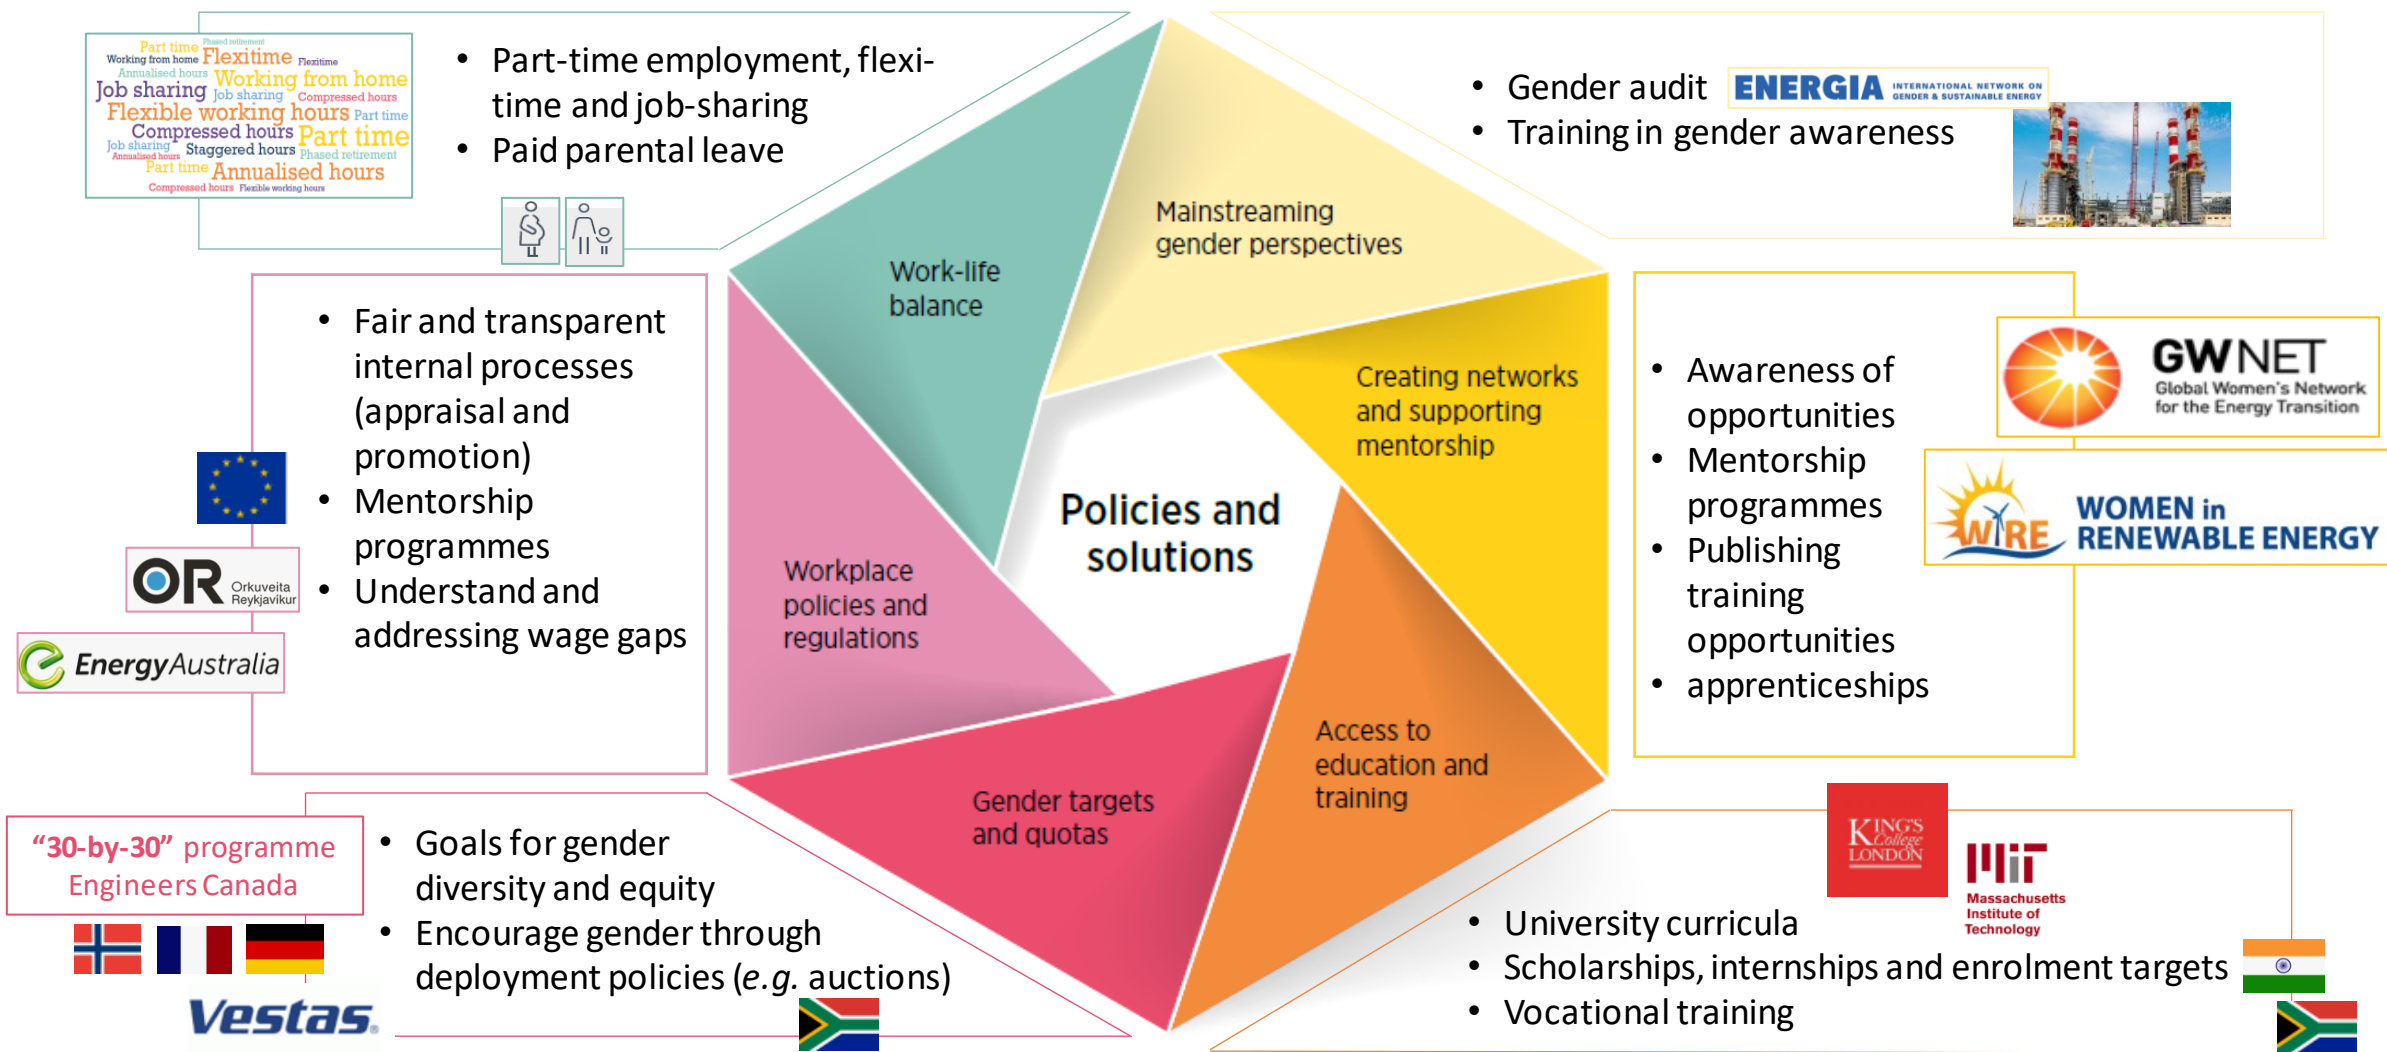 Phased retirement
Part time
Working from home Flexitime Flexitime
Annualised hours Working from home
Job sharing Job sharing Compressed hours
Flexible working hours Part time
Compressed hours Part time
Job sharing Staggered hours Phased retirement
Annualised hours
Part time Annualised hours
Compressed hours Flexible working hours
• Part-time employment, flexi-
time and job-sharing
• Paid parental leave
• Gender audit
• Training in gender awareness
ENERGIA INTERNATIONAL NETWORK ON
GENDER & SUSTAINABLE ENERGY
Work-life
balance
Mainstreaming
gender perspectives
• Fair and transparent
internal processes
(appraisal and
promotion)
• Mentorship
programmes
• Understand and
addressing wage gaps
OR Orkuveita
Reykjavíkur
EnergyAustralia
Workplace
policies and
regulations
Policies and
solutions
Creating networks
and supporting
mentorship
• Awareness of
opportunities
• Mentorship
programmes
• Publishing
training
opportunities
• apprenticeships
GWNET
Global Women's Network
for the Energy Transition
WiRE
WOMEN in
RENEWABLE ENERGY
"30-by-30" programme
Engineers Canada
• Goals for gender
diversity and equity
• Encourage gender through
deployment policies (e.g. auctions)
Vestas.
Gender targets
and quotas
Access to
education and
training
KING'S
College
LONDON
MIT
Massachusetts
Institute of
Technology
• University curricula
• Scholarships, internships and enrolment targets
• Vocational training